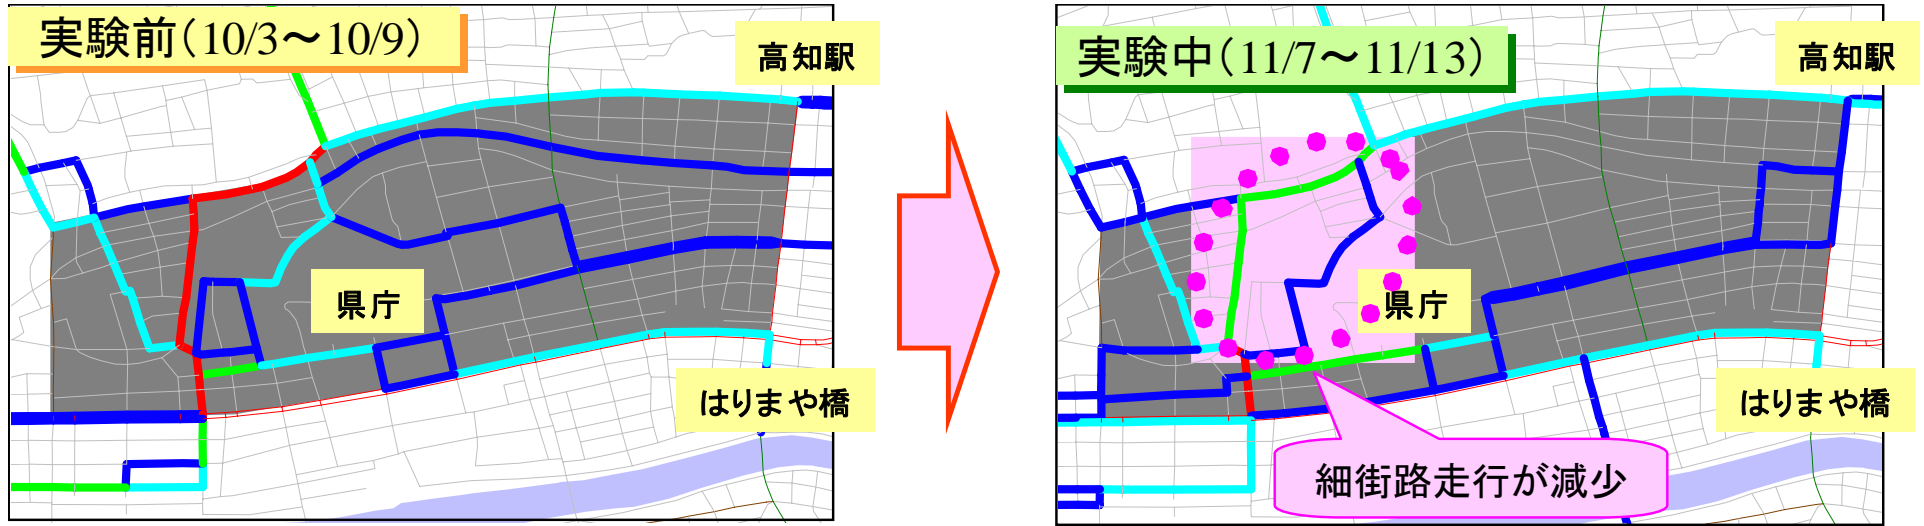 実験前(10/3～10/9)
高知駅
県庁
はりまや橋
実験中(11/7～11/13)
高知駅
県庁
はりまや橋
細街路走行が減少